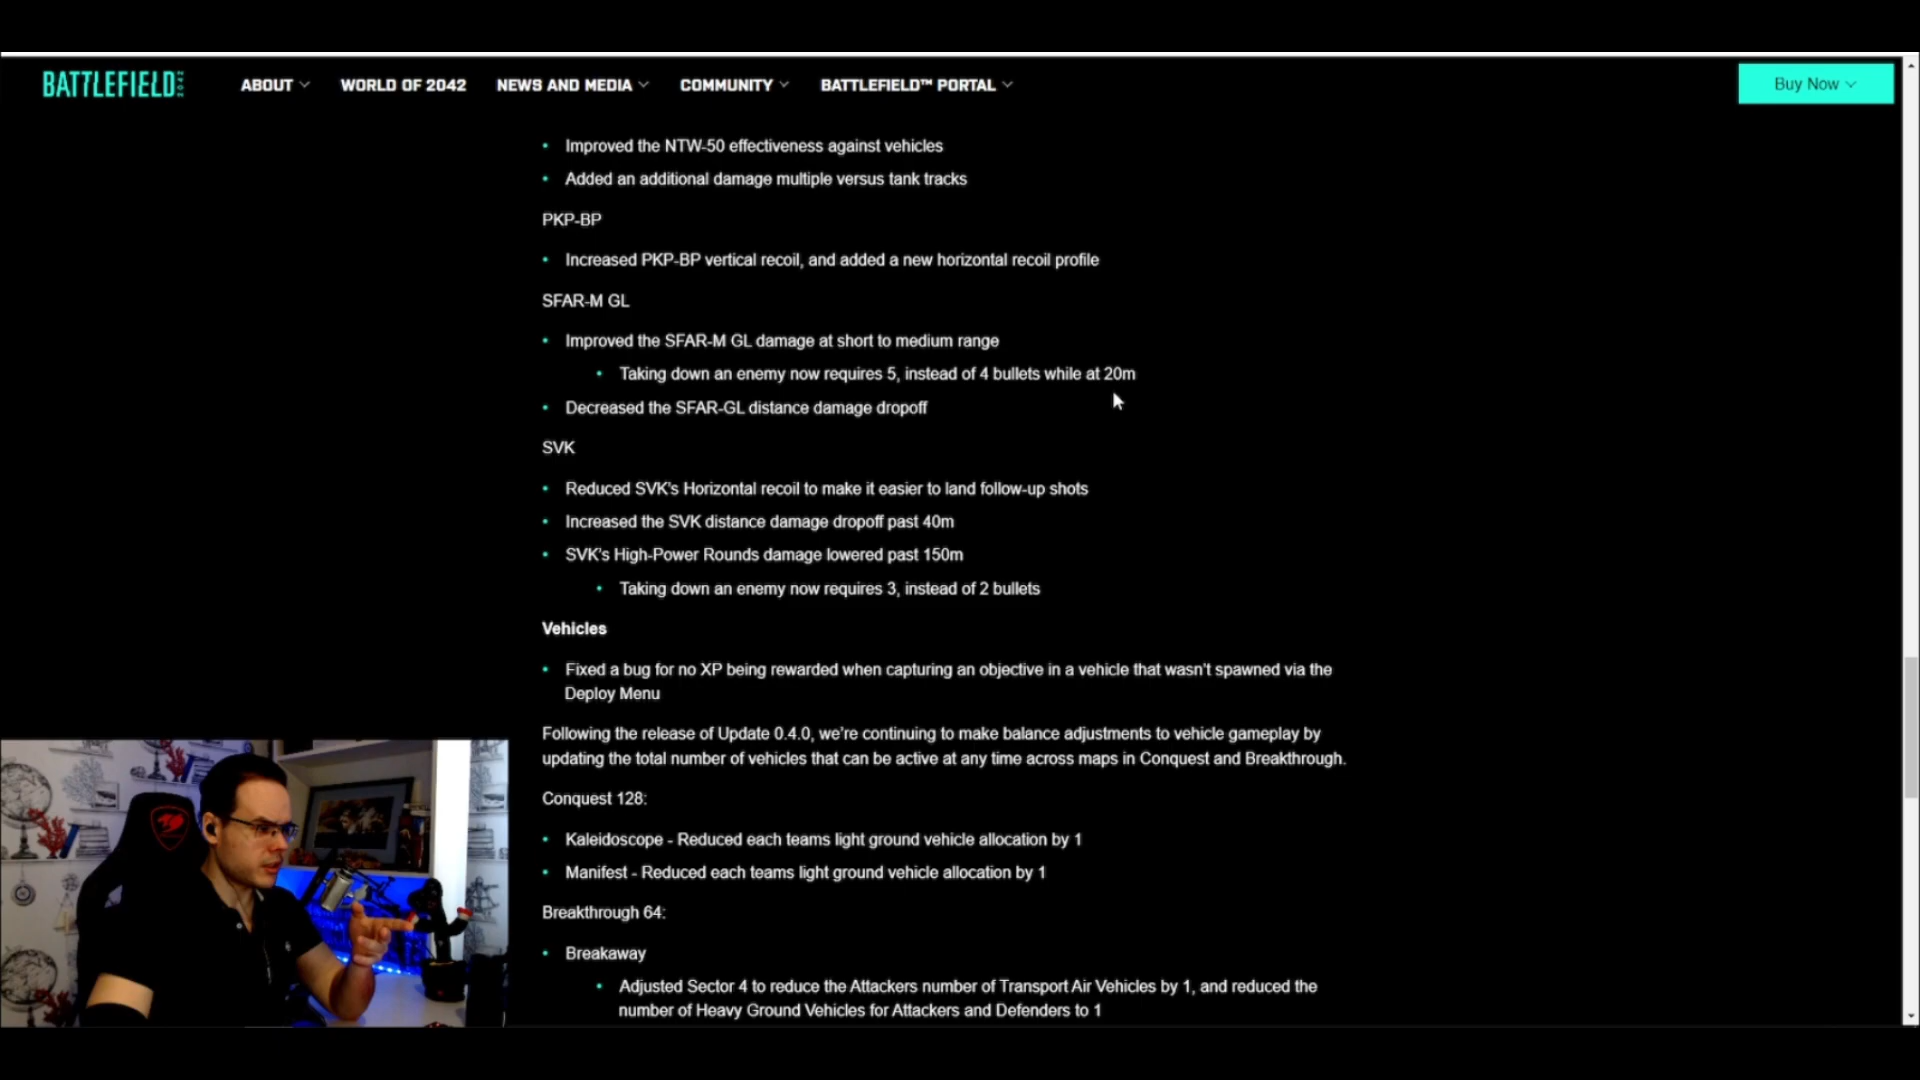 BATTLEFIELD 2042
ABOUT
WORLD OF 2042
NEWS AND MEDIA
COMMUNITY
BATTLEFIELD™ PORTAL
Buy Now
• Improved the NTW-50 effectiveness against vehicles
• Added an additional damage multiple versus tank tracks
PKP-BP
• Increased PKP-BP vertical recoil, and added a new horizontal recoil profile
SFAR-M GL
• Improved the SFAR-M GL damage at short to medium range
• Taking down an enemy now requires 5, instead of 4 bullets while at 20m
• Decreased the SFAR-GL distance damage dropoff
SVK
• Reduced SVK's Horizontal recoil to make it easier to land follow-up shots
• Increased the SVK distance damage dropoff past 40m
• SVK's High-Power Rounds damage lowered past 150m
• Taking down an enemy now requires 3, instead of 2 bullets
Vehicles
• Fixed a bug for no XP being rewarded when capturing an objective in a vehicle that wasn't spawned via the
Deploy Menu
Following the release of Update 0.4.0, we're continuing to make balance adjustments to vehicle gameplay by
updating the total number of vehicles that can be active at any time across maps in Conquest and Breakthrough.
Conquest 128:
• Kaleidoscope - Reduced each teams light ground vehicle allocation by 1
• Manifest - Reduced each teams light ground vehicle allocation by 1
Breakthrough 64:
• Breakaway
• Adjusted Sector 4 to reduce the Attackers number of Transport Air Vehicles by 1, and reduced the
number of Heavy Ground Vehicles for Attackers and Defenders to 1